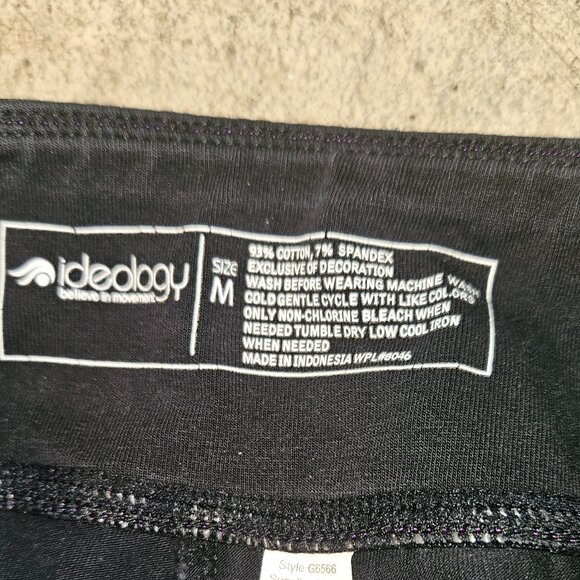 ideology
believe in movement
SIZE
M
93% COTTON, 7% SPANDEX
EXCLUSIVE OF DECORATION
WASH BEFORE WEARING MACHINE WASH
COLD GENTLE CYCLE WITH LIKE COLORS
ONLY NON-CHLORINE BLEACH WHEN
NEEDED TUMBLE DRY LOW COOL IRON
WHEN NEEDED
MADE IN INDONESIA WPL#8046
Style G6566